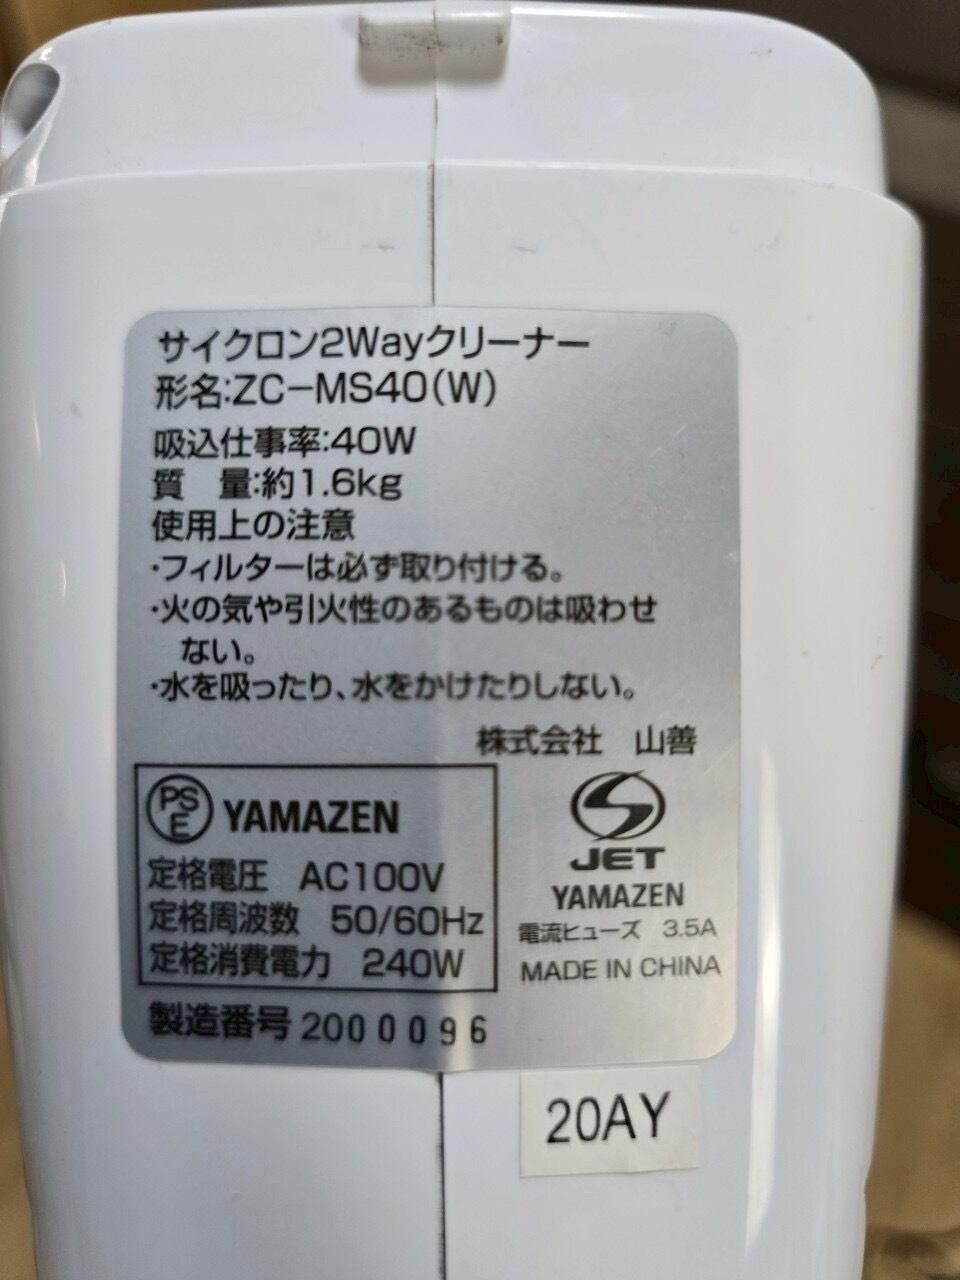 サイクロン2Wayクリーナー
形名:ZC-MS40(W)
吸込仕事率:40W
質　量:約1.6kg
使用上の注意
・フィルターは必ず取り付ける。
・火の気や引火性のあるものは吸わせ
ない。
・水を吸ったり、水をかけたりしない。
株式会社　山善
PSE YAMAZEN
定格電圧　AC100V
定格周波数　50/60Hz
定格消費電力　240W
JET
YAMAZEN
電流ヒューズ　3.5A
MADE IN CHINA
製造番号 2000096
20AY